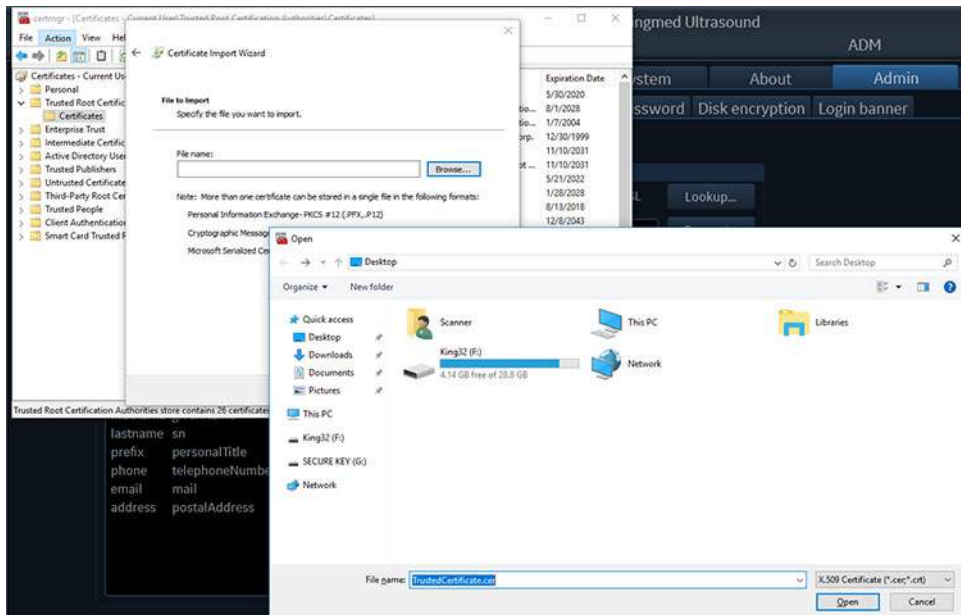 certmgr - [Certificates - Current User\Trusted Root Certification Authorities\Certificates]
File Action View Hel
Certificates - Current Us
Personal
Trusted Root Certific
Certificates
Enterprise Trust
Intermediate Certific
Active Directory User
Trusted Publishers
Untrusted Certificate
Third-Party Root Cer
Trusted People
Client Authentication
Smart Card Trusted R
Trusted Root Certification Authorities store contains 26 certificates
Certificate Import Wizard
File to Import
Specify the file you want to import.
File name:
Browse...
Note: More than one certificate can be stored in a single file in the following formats:
Personal Information Exchange- PKCS #12 (.PFX,.P12)
Cryptographic Message
Microsoft Serialized Ce
Expiration Date
5/30/2020
8/1/2028
1/7/2004
12/30/1999
11/10/2031
11/10/2031
5/21/2022
1/28/2028
8/13/2018
12/8/2043
ingmed Ultrasound
ADM
ystem About Admin
ssword Disk encryption Login banner
Lookup...
lastname sn
prefix personalTitle
phone telephoneNumbe
email mail
address postalAddress
Open
Desktop
Search Desktop
Organize New folder
Quick access
Desktop
Downloads
Documents
Pictures
This PC
King32 (F:)
SECURE KEY (G:)
Network
Scanner
This PC
Libraries
King32 (F:)
4.14 GB free of 28.8 GB
Network
File name: TrustedCertificate.cer
X.509 Certificate (*.cer;*.crt)
Open Cancel